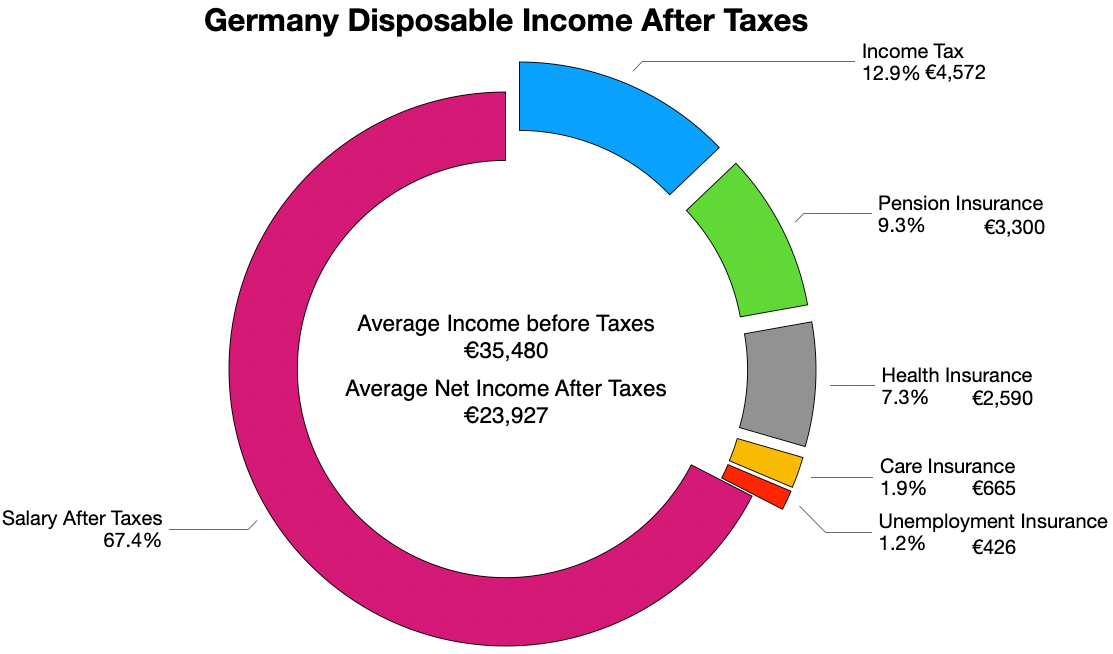 Germany Disposable Income After Taxes
Income Tax
12.9% €4,572
Pension Insurance
9.3% €3,300
Average Income before Taxes
€35,480
Average Net Income After Taxes
€23,927
Health Insurance
7.3% €2,590
Care Insurance
1.9% €665
Unemployment Insurance
1.2% €426
Salary After Taxes
67.4%